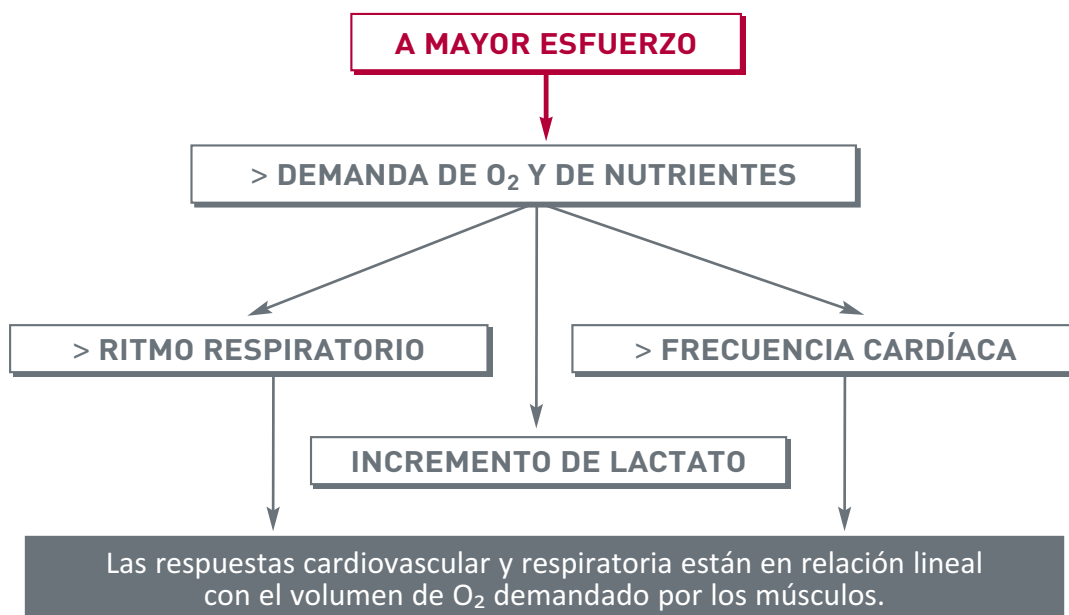 A MAYOR ESFUERZO
> DEMANDA DE O₂ Y DE NUTRIENTES
> RITMO RESPIRATORIO
> FRECUENCIA CARDÍACA
INCREMENTO DE LACTATO
Las respuestas cardiovascular y respiratoria están en relación lineal
con el volumen de O₂ demandado por los músculos.